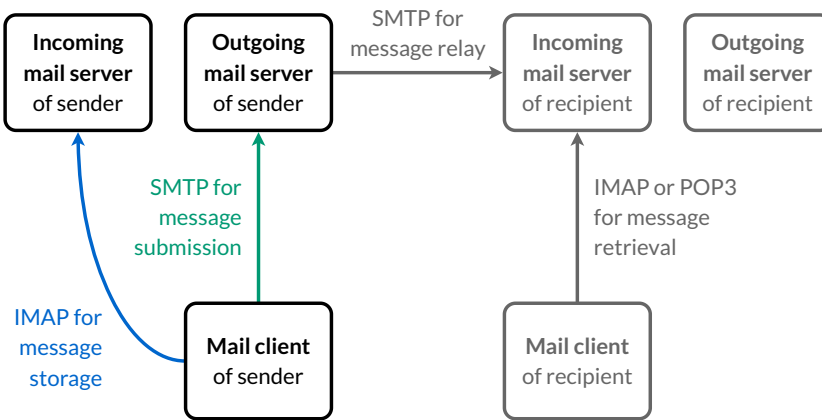 SMTP for
message relay
Incoming
mail server
of sender
Outgoing
mail server
of sender
Incoming
mail server
of recipient
Outgoing
mail server
of recipient
SMTP for
message
submission
IMAP or POP3
for message
retrieval
IMAP for
message
storage
Mail client
of sender
Mail client
of recipient